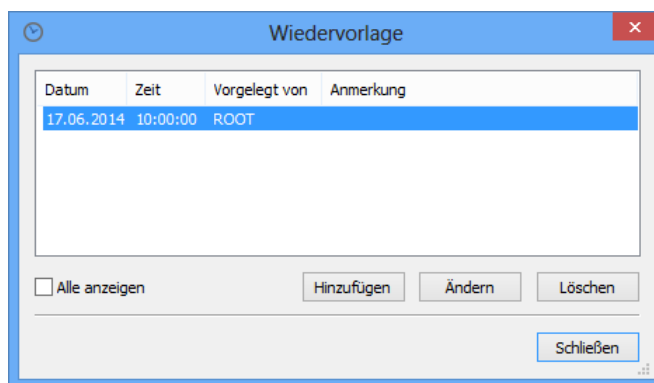 Wiedervorlage
Datum Zeit Vorgelegt von Anmerkung
17.06.2014 10:00:00 ROOT
Alle anzeigen Hinzufügen Ändern Löschen
Schließen